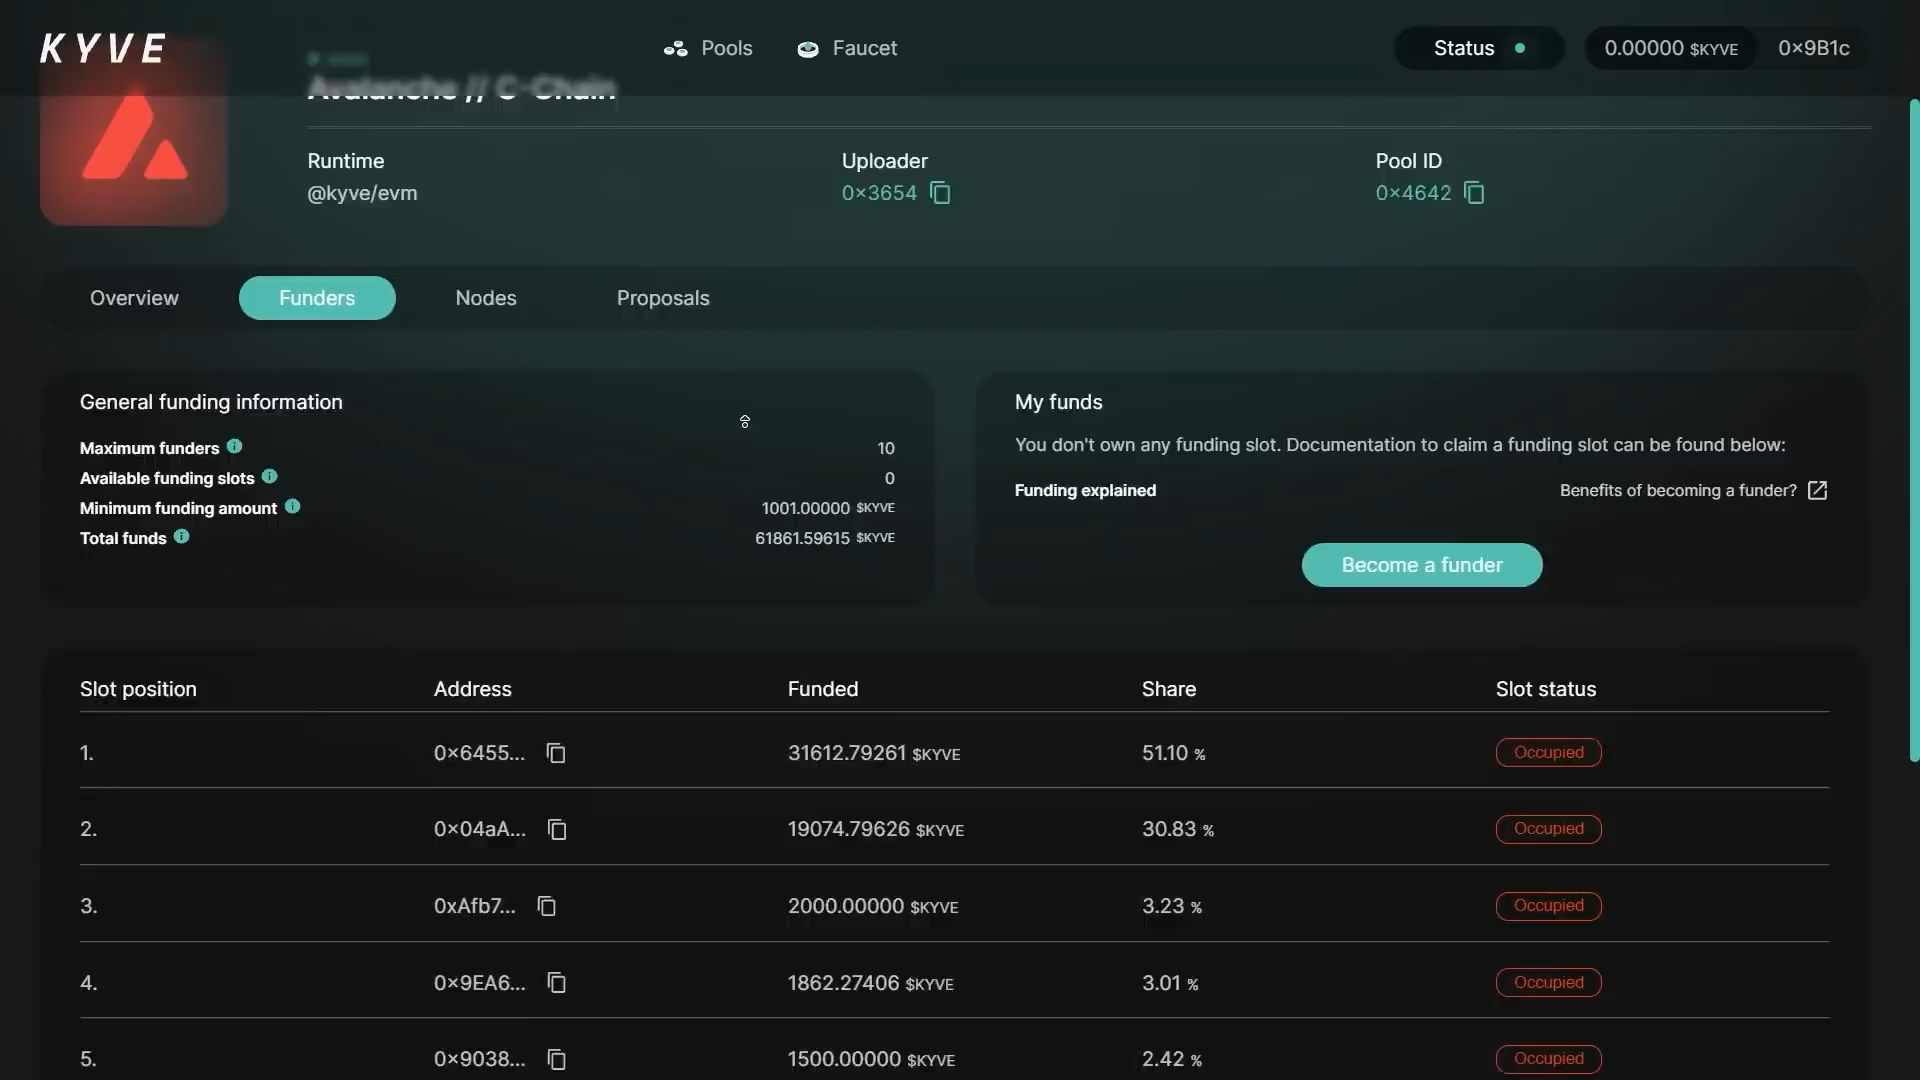 KYVE
Pools
Faucet
Status
0.00000 $KYVE
0×9B1c
Avalanche // C-Chain
Runtime
@kyve/evm
Uploader
0×3654
Pool ID
0×4642
Overview
Funders
Nodes
Proposals
General funding information
Maximum funders 10
Available funding slots 0
Minimum funding amount 1001.00000 $KYVE
Total funds 61861.59615 $KYVE
My funds
You don't own any funding slot. Documentation to claim a funding slot can be found below:
Funding explained
Benefits of becoming a funder?
Become a funder
Slot position Address Funded Share Slot status
1. 0×6455... 31612.79261 $KYVE 51.10 % Occupied
2. 0×04aA... 19074.79626 $KYVE 30.83 % Occupied
3. 0xAfb7... 2000.00000 $KYVE 3.23 % Occupied
4. 0×9EA6... 1862.27406 $KYVE 3.01 % Occupied
5. 0×9038... 1500.00000 $KYVE 2.42 % Occupied